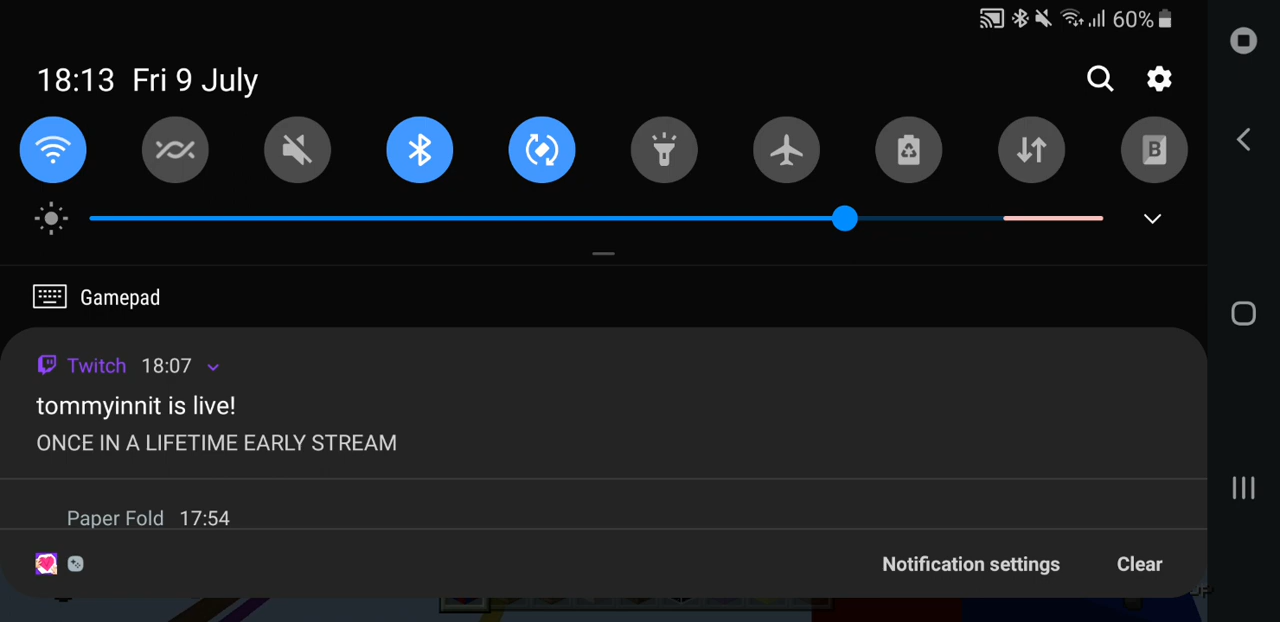 60%
18:13 Fri 9 July
B
Gamepad
Twitch 18:07
tommyinnit is live!
ONCE IN A LIFETIME EARLY STREAM
Paper Fold 17:54
Notification settings Clear